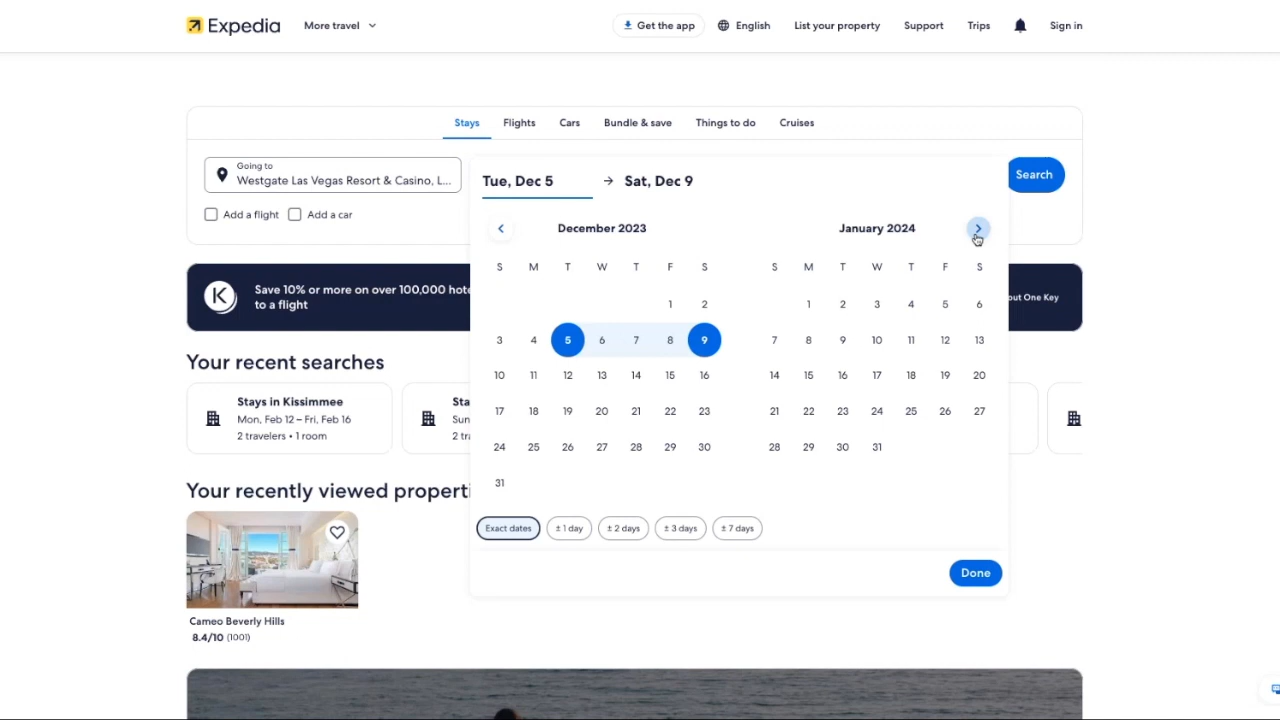 Expedia
More travel
Get the app
English
List your property
Support
Trips
Sign in
Stays
Flights
Cars
Bundle & save
Things to do
Cruises
Going to
Westgate Las Vegas Resort & Casino, L...
Add a flight
Add a car
Tue, Dec 5
Sat, Dec 9
Search
December 2023
January 2024
S M T W T F S
S M T W T F S
1 2
1 2 3 4 5 6
3 4 5 6 7 8 9
7 8 9 10 11 12 13
10 11 12 13 14 15 16
14 15 16 17 18 19 20
17 18 19 20 21 22 23
21 22 23 24 25 26 27
24 25 26 27 28 29 30
28 29 30 31
31
Exact dates
± 1 day
± 2 days
± 3 days
± 7 days
Done
K
Save 10% or more on over 100,000 hote
to a flight
out One Key
Your recent searches
Stays in Kissimmee
Mon, Feb 12 – Fri, Feb 16
2 travelers • 1 room
Sta
Sun
2 tra
Your recently viewed properti
Cameo Beverly Hills
8.4/10 (1001)